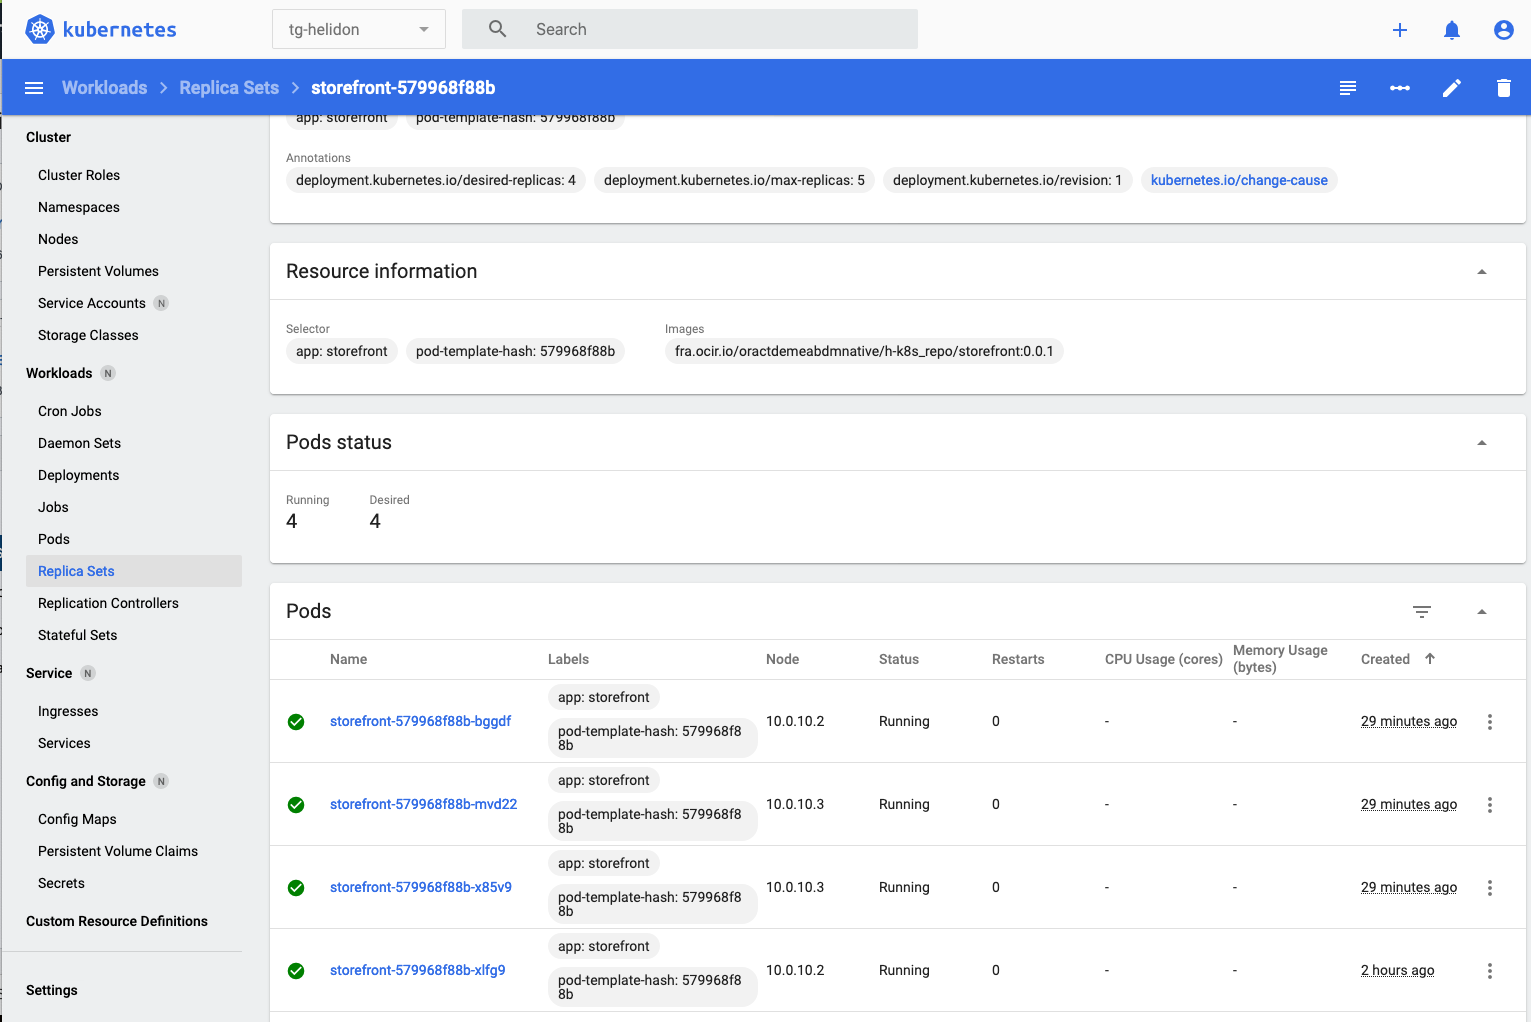 kubernetes
tg-helidon
Search
Workloads > Replica Sets > storefront-579968f88b
Cluster
Cluster Roles
Namespaces
Nodes
Persistent Volumes
Service Accounts N
Storage Classes
Workloads N
Cron Jobs
Daemon Sets
Deployments
Jobs
Pods
Replica Sets
Replication Controllers
Stateful Sets
Service N
Ingresses
Services
Config and Storage N
Config Maps
Persistent Volume Claims
Secrets
Custom Resource Definitions
Settings
app: storefront pod-template-hash: 579968f88b
Annotations
deployment.kubernetes.io/desired-replicas: 4 deployment.kubernetes.io/max-replicas: 5 deployment.kubernetes.io/revision: 1 kubernetes.io/change-cause
Resource information
Selector Images
app: storefront pod-template-hash: 579968f88b fra.ocir.io/oractdemeabdmnative/h-k8s_repo/storefront:0.0.1
Pods status
Running Desired
4 4
Pods
Name Labels Node Status Restarts CPU Usage (cores) Memory Usage (bytes) Created
app: storefront
storefront-579968f88b-bggdf 10.0.10.2 Running 0 - - 29 minutes ago
pod-template-hash: 579968f8
8b
app: storefront
storefront-579968f88b-mvd22 10.0.10.3 Running 0 - - 29 minutes ago
pod-template-hash: 579968f8
8b
app: storefront
storefront-579968f88b-x85v9 10.0.10.3 Running 0 - - 29 minutes ago
pod-template-hash: 579968f8
8b
app: storefront
storefront-579968f88b-xlfg9 10.0.10.2 Running 0 - - 2 hours ago
pod-template-hash: 579968f8
8b